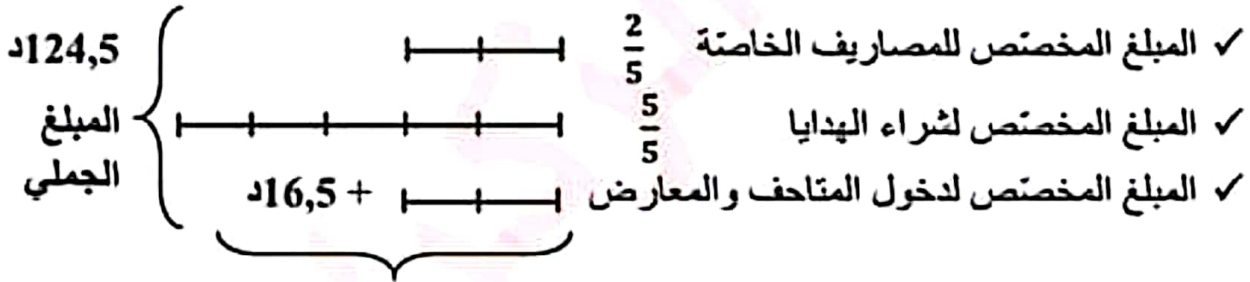 ✓ المبلغ المخصّص للمصاريف الخاصّة 2/5
✓ المبلغ المخصّص لشراء الهدايا 5/5
✓ المبلغ المخصّص لدخول المتاحف والمعارض + 16,5د
124,5د
المبلغ
الجملي